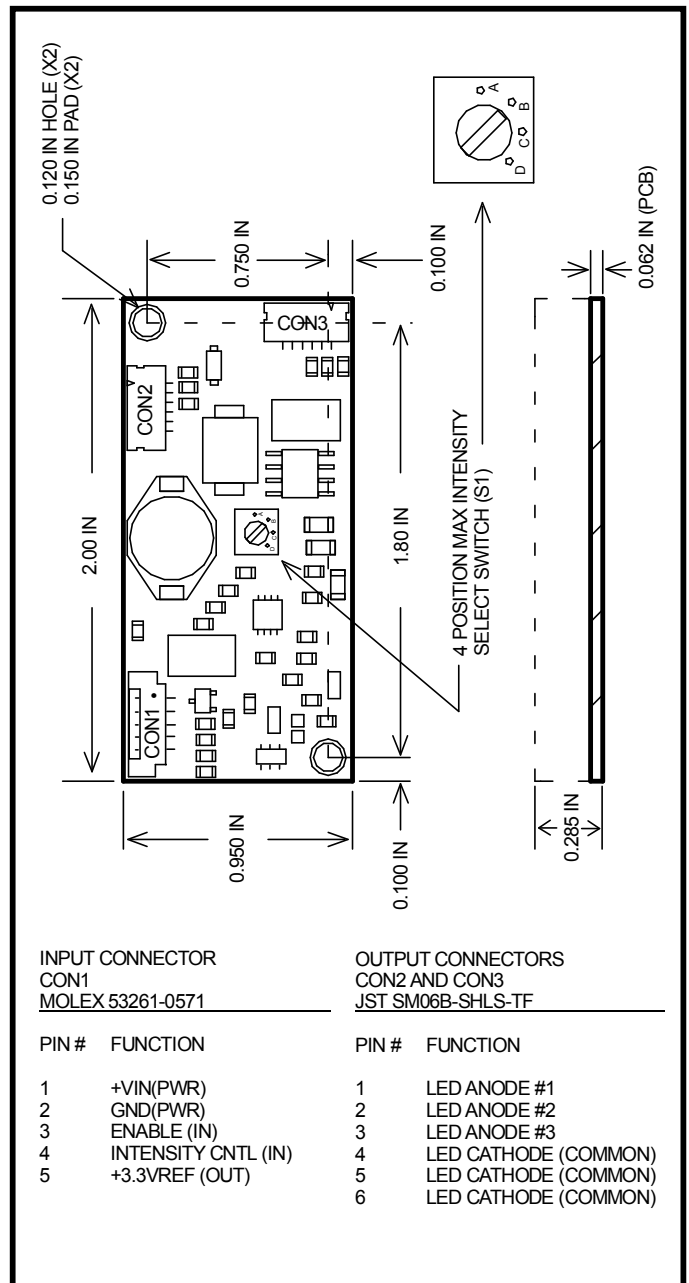 0.120 IN HOLE (X2)
0.150 IN PAD (X2)
A
B
C
D
0.750 IN
0.100 IN
0.062 IN (PCB)
CON3
CON2
2.00 IN
A
B
C
D
1.80 IN
4 POSITION MAX INTENSITY
SELECT SWITCH (S1)
CON1
0.950 IN
0.100 IN
0.285 IN
INPUT CONNECTOR
CON1
MOLEX 53261-0571
PIN # FUNCTION
1 +VIN(PWR)
2 GND(PWR)
3 ENABLE (IN)
4 INTENSITY CNTL (IN)
5 +3.3VREF (OUT)
OUTPUT CONNECTORS
CON2 AND CON3
JST SM06B-SHLS-TF
PIN # FUNCTION
1 LED ANODE #1
2 LED ANODE #2
3 LED ANODE #3
4 LED CATHODE (COMMON)
5 LED CATHODE (COMMON)
6 LED CATHODE (COMMON)